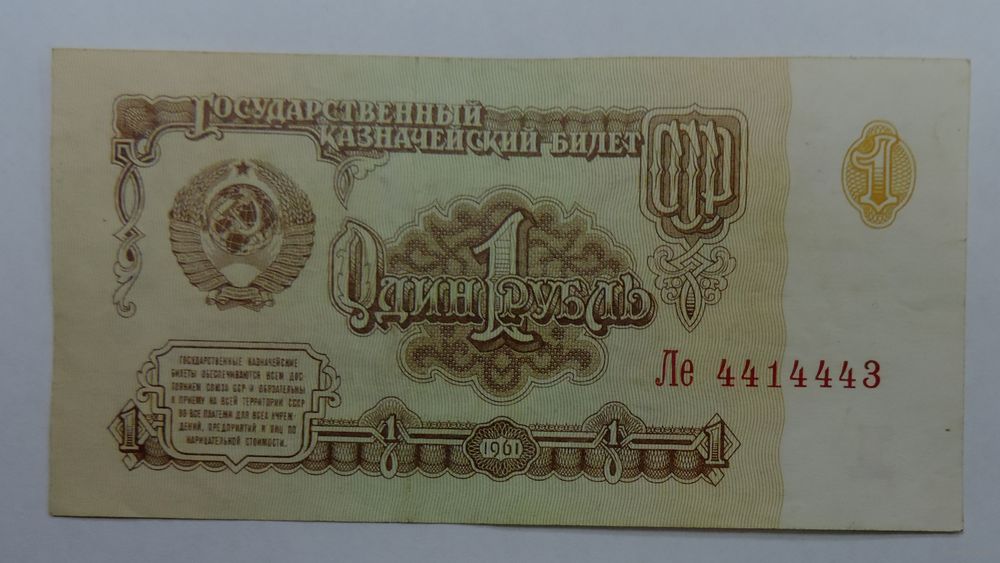 ГОСУДАРСТВЕННЫЙ
КАЗНАЧЕЙСКИЙ БИЛЕТ
СССР
1
1
ОДИН РУБЛЬ
ГОСУДАРСТВЕННЫЕ КАЗНАЧЕЙСКИЕ
БИЛЕТЫ ОБЕСПЕЧИВАЮТСЯ ВСЕМ ДОС-
ТОЯНИЕМ СОЮЗА ССР И ОБЯЗАТЕЛЬНЫ
К ПРИЕМУ НА ВСЕЙ ТЕРРИТОРИИ СССР
ВО ВСЕ ПЛАТЕЖИ ДЛЯ ВСЕХ УЧРЕЖ-
ДЕНИЙ, ПРЕДПРИЯТИЙ И ЛИЦ ПО
НАРИЦАТЕЛЬНОЙ СТОИМОСТИ.
Ле 4414443
1
1
1961
1
1